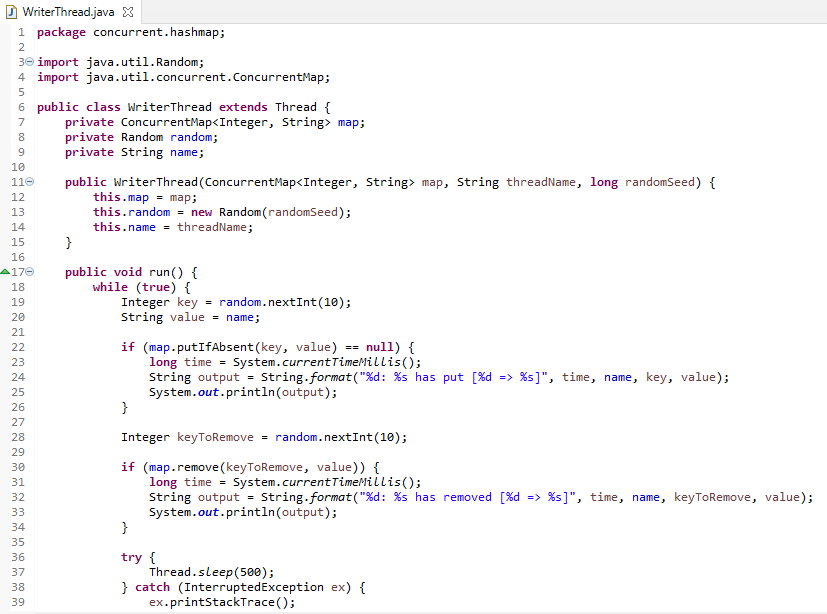 WriterThread.java
1 package concurrent.hashmap;
2
3 import java.util.Random;
4 import java.util.concurrent.ConcurrentMap;
5
6 public class WriterThread extends Thread {
7     private ConcurrentMap<Integer, String> map;
8     private Random random;
9     private String name;
10
11     public WriterThread(ConcurrentMap<Integer, String> map, String threadName, long randomSeed) {
12         this.map = map;
13         this.random = new Random(randomSeed);
14         this.name = threadName;
15     }
16
17     public void run() {
18         while (true) {
19             Integer key = random.nextInt(10);
20             String value = name;
21
22             if (map.putIfAbsent(key, value) == null) {
23                 long time = System.currentTimeMillis();
24                 String output = String.format("%d: %s has put [%d => %s]", time, name, key, value);
25                 System.out.println(output);
26             }
27
28             Integer keyToRemove = random.nextInt(10);
29
30             if (map.remove(keyToRemove, value)) {
31                 long time = System.currentTimeMillis();
32                 String output = String.format("%d: %s has removed [%d => %s]", time, name, keyToRemove, value);
33                 System.out.println(output);
34             }
35
36             try {
37                 Thread.sleep(500);
38             } catch (InterruptedException ex) {
39                 ex.printStackTrace();